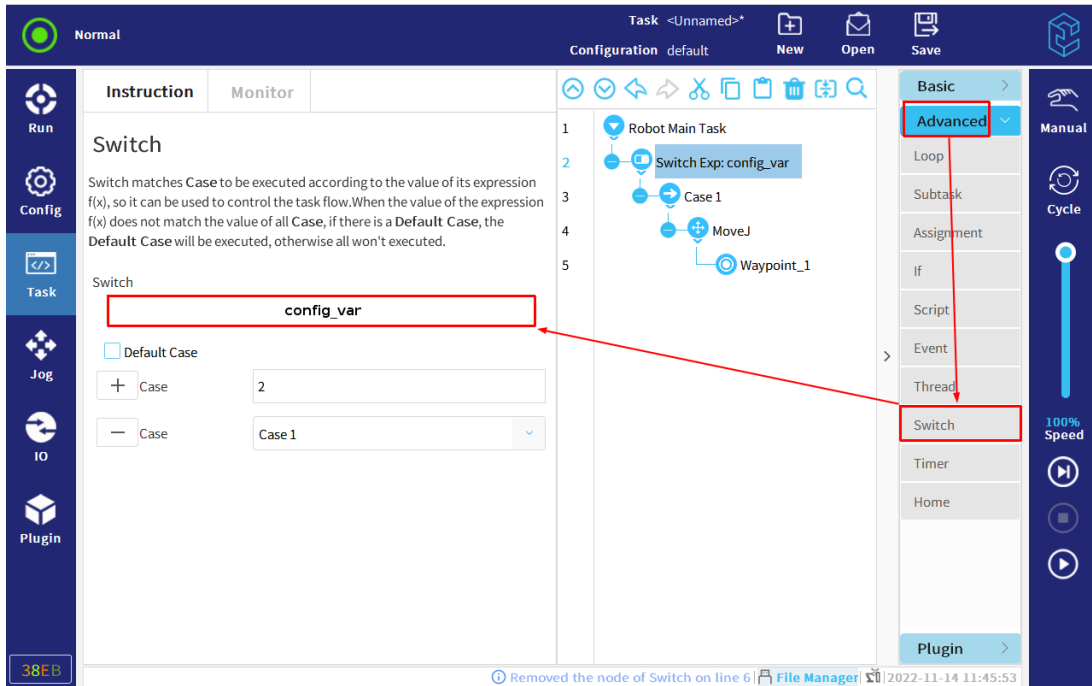 Normal
Task <Unnamed>*
Configuration default
New
Open
Save
Run
Config
Task
Jog
IO
Plugin
38EB
Instruction
Monitor
Switch
Switch matches Case to be executed according to the value of its expression
f(x), so it can be used to control the task flow.When the value of the expression
f(x) does not match the value of all Case, if there is a Default Case, the
Default Case will be executed, otherwise all won't executed.
Switch
config_var
Default Case
+ Case 2
− Case Case 1
1 Robot Main Task
2 Switch Exp: config_var
3 Case 1
4 MoveJ
5 Waypoint_1
Basic
Advanced
Loop
Subtask
Assignment
If
Script
Event
Thread
Switch
Timer
Home
Plugin
Manual
Cycle
100%
Speed
Removed the node of Switch on line 6
File Manager
2022-11-14 11:45:53